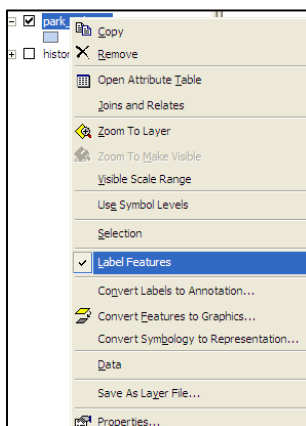 park_
Copy
histor
Remove
Open Attribute Table
Joins and Relates
Zoom To Layer
Zoom To Make Visible
Visible Scale Range
Use Symbol Levels
Selection
Label Features
Convert Labels to Annotation...
Convert Features to Graphics...
Convert Symbology to Representation...
Data
Save As Layer File...
Properties...